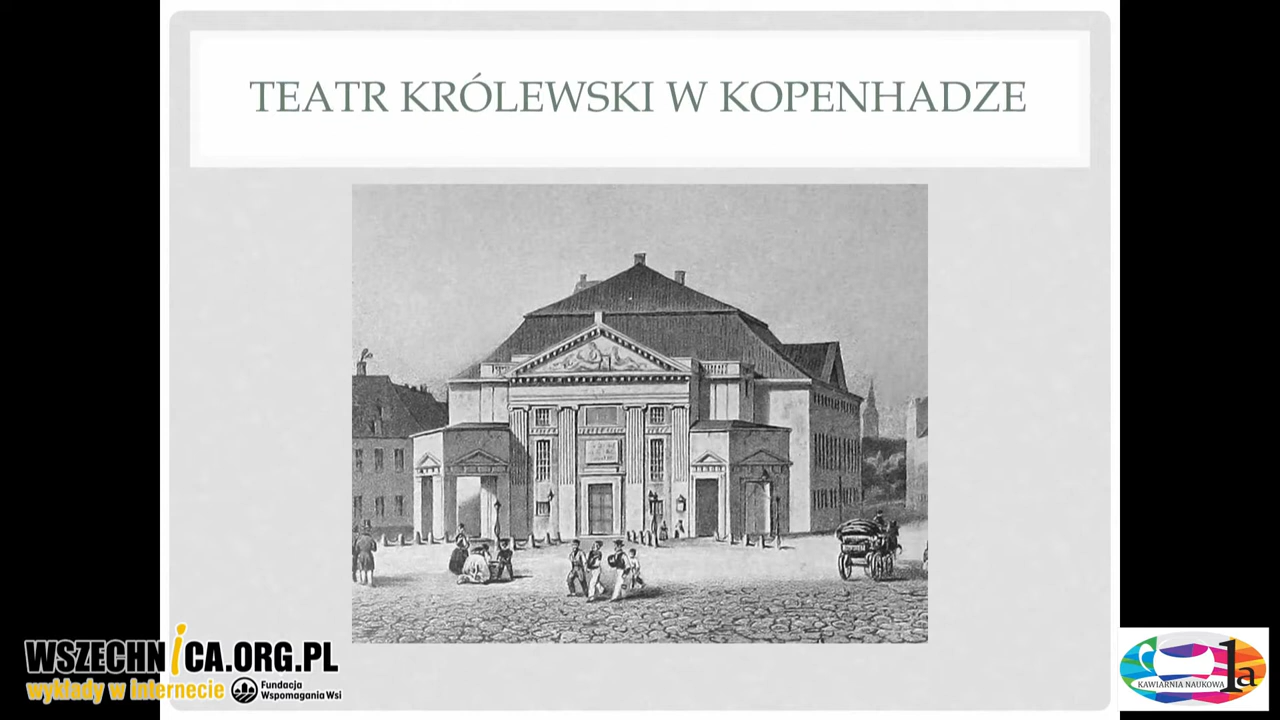 TEATR KRÓLEWSKI W KOPENHADZE
WSZECHNiCA.ORG.PL
wykłady w internecie
Fundacja
Wspomagania Wsi
1a
KAWIARNIA NAUKOWA